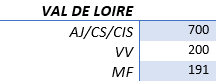 VAL DE LOIRE
AJ/CS/CIS 700
VV 200
MF 191